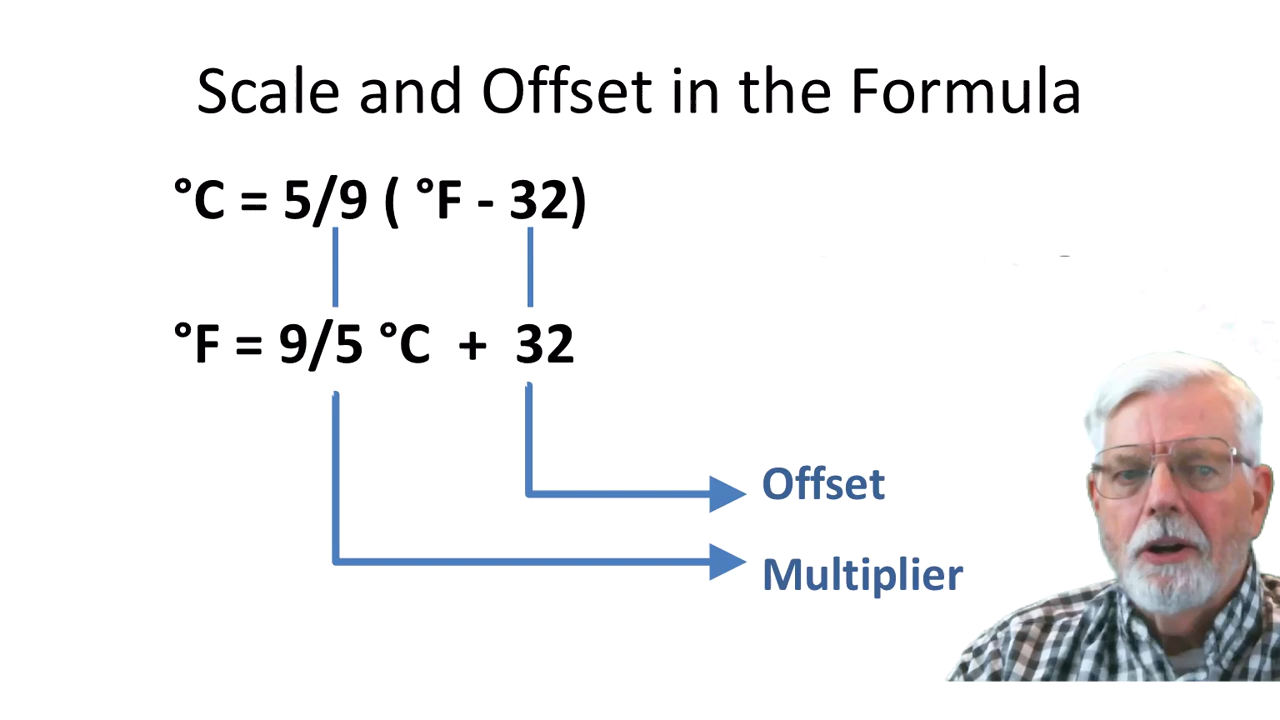 Scale and Offset in the Formula
°C = 5/9 ( °F - 32)
°F = 9/5 °C + 32
Offset
Multiplier